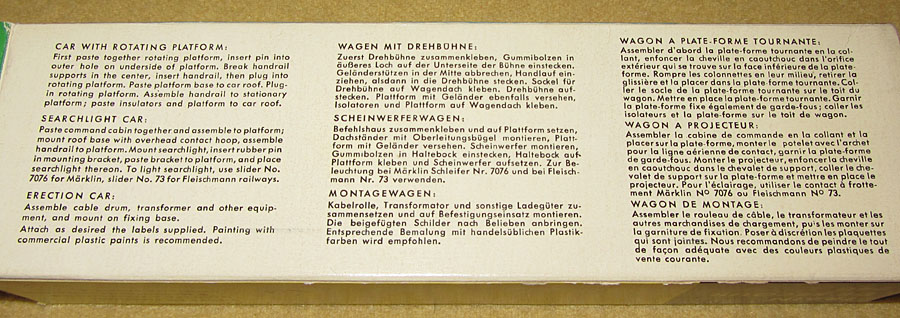 CAR WITH ROTATING PLATFORM:
First paste together rotating platform, insert pin into
outer hole on underside of platform. Break handrail
supports in the center, insert handrail, then plug into
rotating platform. Paste platform base to car roof. Plug-
in rotating platform. Assemble handrail to stationary
platform; paste insulators and platform to car roof.
SEARCHLIGHT CAR:
Paste command cabin together and assemble to platform;
mount roof base with overhead contact hoop, assemble
handrail to platform. Mount searchlight, insert rubber pin
in mounting bracket, paste bracket to platform, and place
searchlight thereon. To light searchlight, use slider No.
7076 for Märklin, slider No. 73 for Fleischmann railways.
ERECTION CAR:
Assemble cable drum, transformer and other equip-
ment, and mount on fixing base.
Attach as desired the labels supplied. Painting with
commercial plastic paints is recommended.
WAGEN MIT DREHBÜHNE:
Zuerst Drehbühne zusammenkleben, Gummibolzen in
äußeres Loch auf der Unterseite der Bühne einstecken.
Geländerstützen in der Mitte abbrechen, Handlauf ein-
ziehen, alsdann in die Drehbühne stecken. Sockel für
Drehbühne auf Wagendach kleben. Drehbühne auf-
stecken. Plattform mit Geländer ebenfalls versehen,
Isolatoren und Plattform auf Wagendach kleben.
SCHEINWERFERWAGEN:
Befehlshaus zusammenkleben und auf Plattform setzen,
Dachständer mit Oberleitungsbügel montieren, Platt-
form mit Geländer versehen. Scheinwerfer montieren,
Gummibolzen in Haltebock einstecken, Haltebock auf
Plattform kleben und Scheinwerfer aufsetzen. Zur Be-
leuchtung bei Märklin Schleifer Nr. 7076 und bei Fleisch-
mann Nr. 73 verwenden.
MONTAGEWAGEN:
Kabelrolle, Transformator und sonstige Ladegüter zu-
sammensetzen und auf Befestigungseinsatz montieren.
Die beigefügten Schilder nach Belieben anbringen.
Entsprechende Bemalung mit handelsüblichen Plastik-
farben wird empfohlen.
WAGON A PLATE-FORME TOURNANTE:
Assembler d'abord la plate-forme tournante en la col-
lant, enfoncer la cheville en caoutchouc dans l'orifice
extérieur qui se trouve sur la face inférieure de la plate-
forme. Rompre les colonnettes en leur milieu, retirer la
glissière et la placer dans la plate forme tournante. Col-
ler le socle de la plate-forme tournante sur le toit du
wagon. Mettre en place la plate-forme tournante. Garnir
la plate-forme fixe également de garde-fous; coller les
isolateurs et la plate-forme sur le toit de wagon.
WAGON A PROJECTEUR:
Assembler la cabine de commande en la collant et la
placer sur la plate-forme, monter le potelet avec l'archet
pour la ligne aérienne de contact, garnir la plate-forme
de garde-fous. Monter le projecteur, enfoncer la cheville
en caoutchouc dans le chevalet de support, coller le che-
valet de support sur la plate-forme et mettre en place le
projecteur. Pour l'éclairage, utiliser le contact à frotte-
ment Märklin Nº 7076 ou Fleischmann Nº 73.
WAGON DE MONTAGE:
Assembler le rouleau de câble, le transformateur et les
autres marchandises de chargement, puis les monter sur
la garniture de fixution. Poser à discrétion les plaquettes
qui sont jointes. Nous recommandons de peindre le tout
de façon adéquate avec des couleurs plastiques de
vente courante.